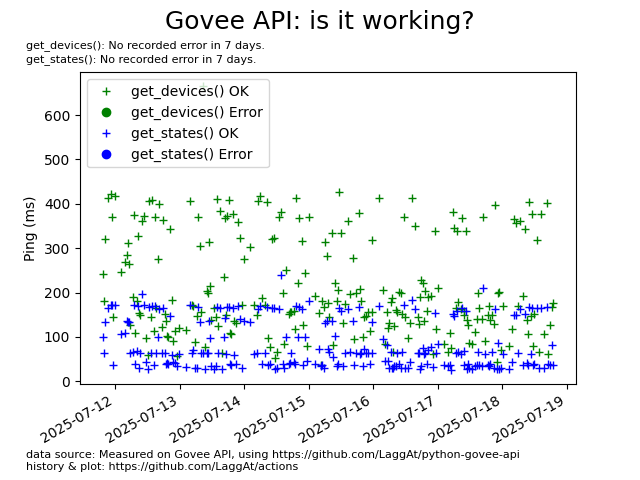 Govee API: is it working?
get_devices(): No recorded error in 7 days.
get_states(): No recorded error in 7 days.
get_devices() OK
get_devices() Error
get_states() OK
get_states() Error
Ping (ms)
600
500
400
300
200
100
0
2025-07-12
2025-07-13
2025-07-14
2025-07-15
2025-07-16
2025-07-17
2025-07-18
2025-07-19
data source: Measured on Govee API, using https://github.com/LaggAt/python-govee-api
history & plot: https://github.com/LaggAt/actions